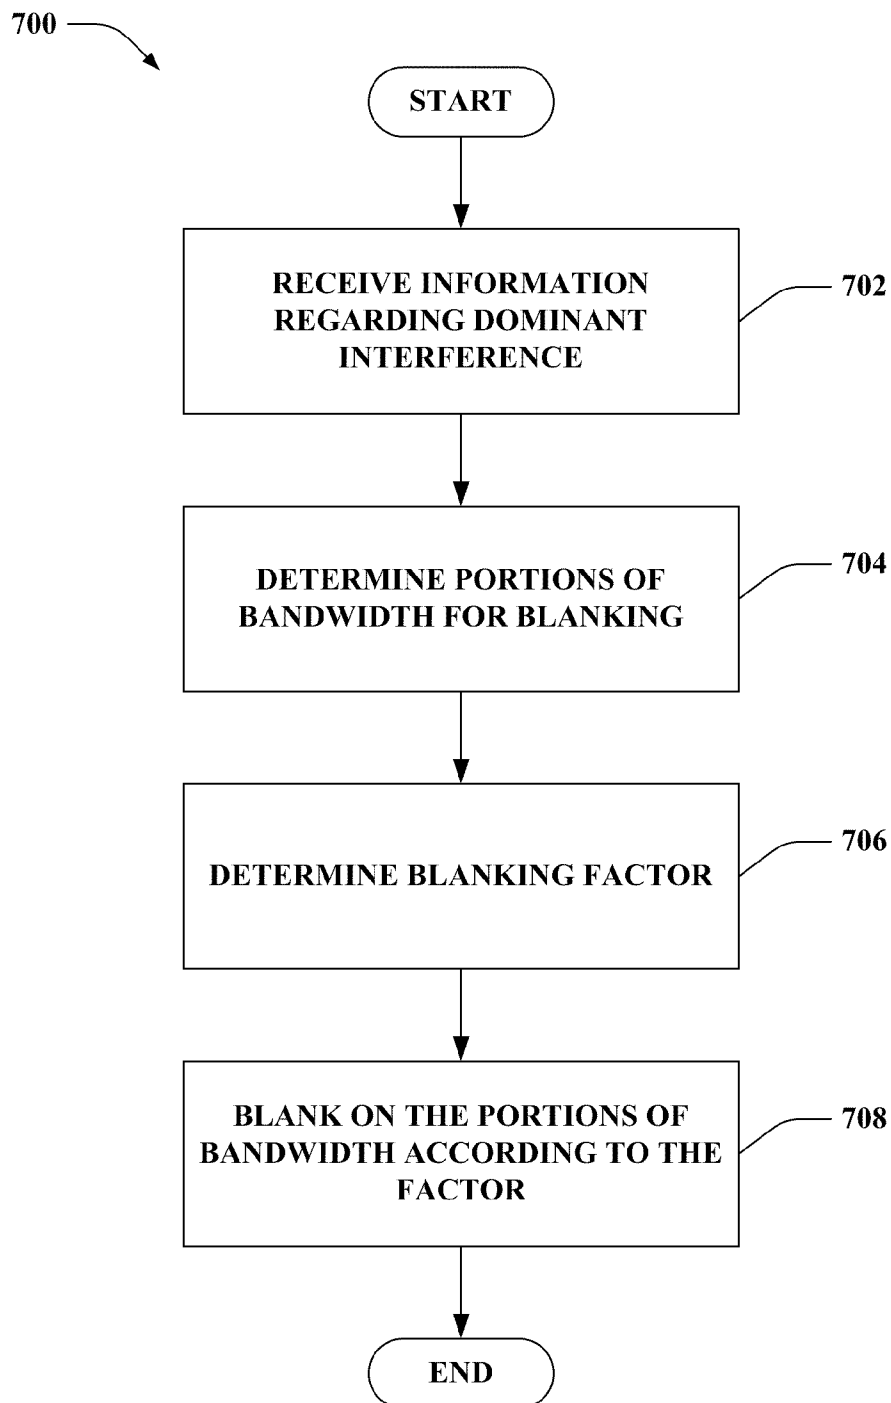 700
START
RECEIVE INFORMATION
REGARDING DOMINANT
INTERFERENCE
702
DETERMINE PORTIONS OF
BANDWIDTH FOR BLANKING
704
DETERMINE BLANKING FACTOR
706
BLANK ON THE PORTIONS OF
BANDWIDTH ACCORDING TO THE
FACTOR
708
END